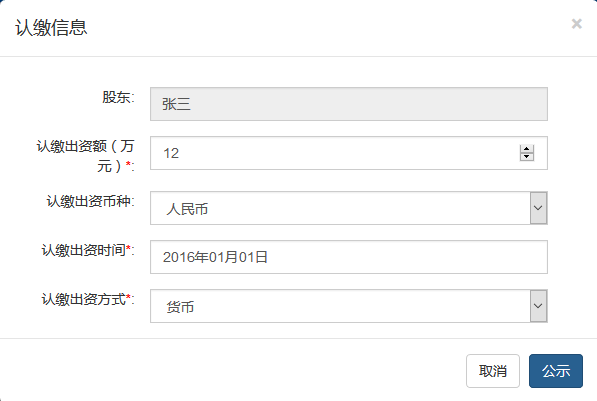 认缴信息
×
股东:
张三
认缴出资额（万
元）*:
12
认缴出资币种:
人民币
认缴出资时间*:
2016年01月01日
认缴出资方式*:
货币
取消
公示